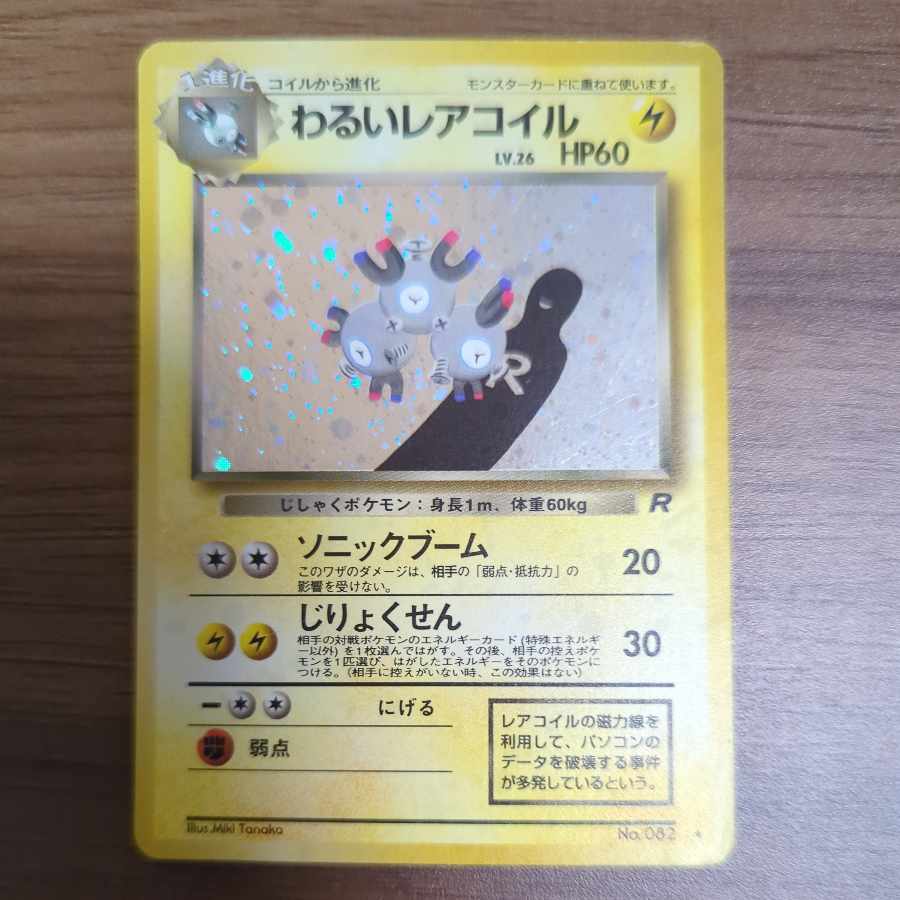 1進化
コイルから進化
モンスターカードに重ねて使います。
わるいレアコイル
LV.26 HP60
R
じしゃくポケモン：身長1m、体重60kg
R
ソニックブーム
20
このワザのダメージは、相手の「弱点・抵抗力」の
影響を受けない。
じりょくせん
30
相手の対戦ポケモンのエネルギーカード(特殊エネルギ
ー以外) を1枚選んではがす。その後、相手の控えポケ
モンを1匹選び、はがしたエネルギーをそのポケモンに
つける。(相手に控えがいない時、この効果はない)
にげる
弱点
レアコイルの磁力線を
利用して、パソコンの
データを破壊する事件
が多発しているという。
Illus.Miki Tanaka
No. 082 ★